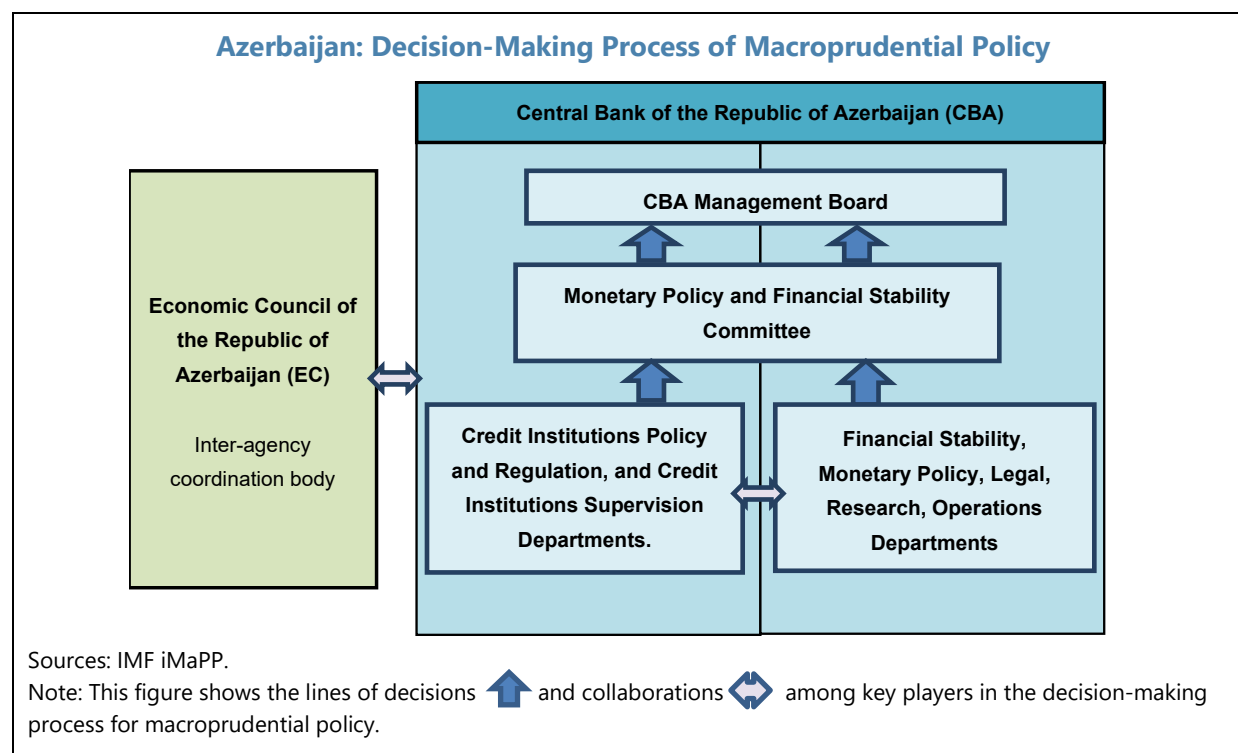 Azerbaijan: Decision-Making Process of Macroprudential Policy
Central Bank of the Republic of Azerbaijan (CBA)
CBA Management Board
Monetary Policy and Financial Stability
Committee
Economic Council of
the Republic of
Azerbaijan (EC)
Inter-agency
coordination body
Credit Institutions Policy
and Regulation, and Credit
Institutions Supervision
Departments.
Financial Stability,
Monetary Policy, Legal,
Research, Operations
Departments
Sources: IMF iMaPP.
Note: This figure shows the lines of decisions and collaborations among key players in the decision-making
process for macroprudential policy.